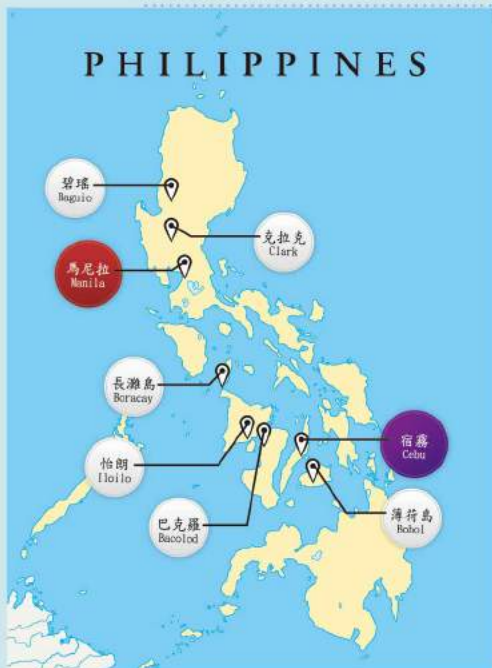 PHILIPPINES
碧瑤
Baguio
克拉克
Clark
馬尼拉
Manila
長灘島
Boracay
宿霧
Cebu
怡朗
Iloilo
巴克羅
Bacolod
薄荷島
Bohol